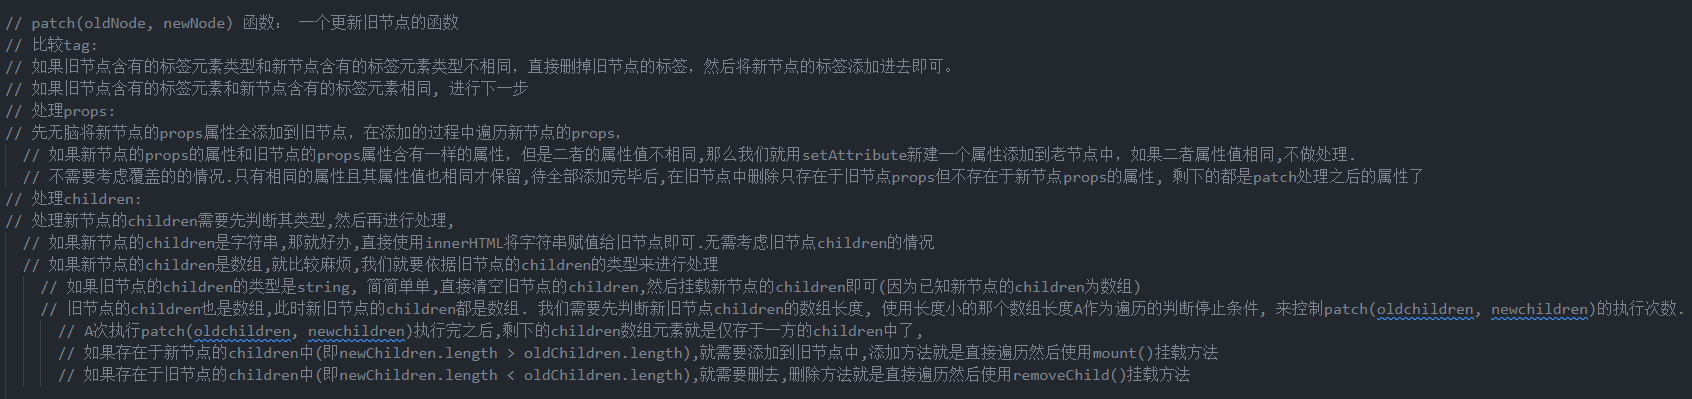 // patch(oldNode, newNode) 函数: 一个更新旧节点的函数
// 比较tag:
// 如果旧节点含有的标签元素类型和新节点含有的标签元素类型不相同，直接删掉旧节点的标签，然后将新节点的标签添加进去即可。
// 如果旧节点含有的标签元素和新节点含有的标签元素相同, 进行下一步
// 处理props:
// 先无脑将新节点的props属性全添加到旧节点，在添加的过程中遍历新节点的props，
// 如果新节点的props的属性和旧节点的props属性含有一样的属性，但是二者的属性值不相同,那么我们就用setAttribute新建一个属性添加到老节点中，如果二者属性值相同,不做处理.
// 不需要考虑覆盖的的情况.只有相同的属性且其属性值也相同才保留,待全部添加完毕后,在旧节点中删除只存在于旧节点props但不存在于新节点props的属性, 剩下的都是patch处理之后的属性了
// 处理children:
// 处理新节点的children需要先判断其类型,然后再进行处理,
// 如果新节点的children是字符串,那就好办,直接使用innerHTML将字符串赋值给旧节点即可.无需考虑旧节点children的情况
// 如果新节点的children是数组,就比较麻烦,我们就要依据旧节点的children的类型来进行处理
// 如果旧节点的children的类型是string, 简简单单,直接清空旧节点的children,然后挂载新节点的children即可(因为已知新节点的children为数组)
// 旧节点的children也是数组,此时新旧节点的children都是数组. 我们需要先判断新旧节点children的数组长度, 使用长度小的那个数组长度A作为遍历的判断停止条件, 来控制patch(oldchildren, newchildren)的执行次数.
// A次执行patch(oldchildren, newchildren)执行完之后,剩下的children数组元素就是仅存于一方的children中了,
// 如果存在于新节点的children中(即newChildren.length > oldChildren.length),就需要添加到旧节点中,添加方法就是直接遍历然后使用mount()挂载方法
// 如果存在于旧节点的children中(即newChildren.length < oldChildren.length),就需要删去,删除方法就是直接遍历然后使用removeChild()挂载方法